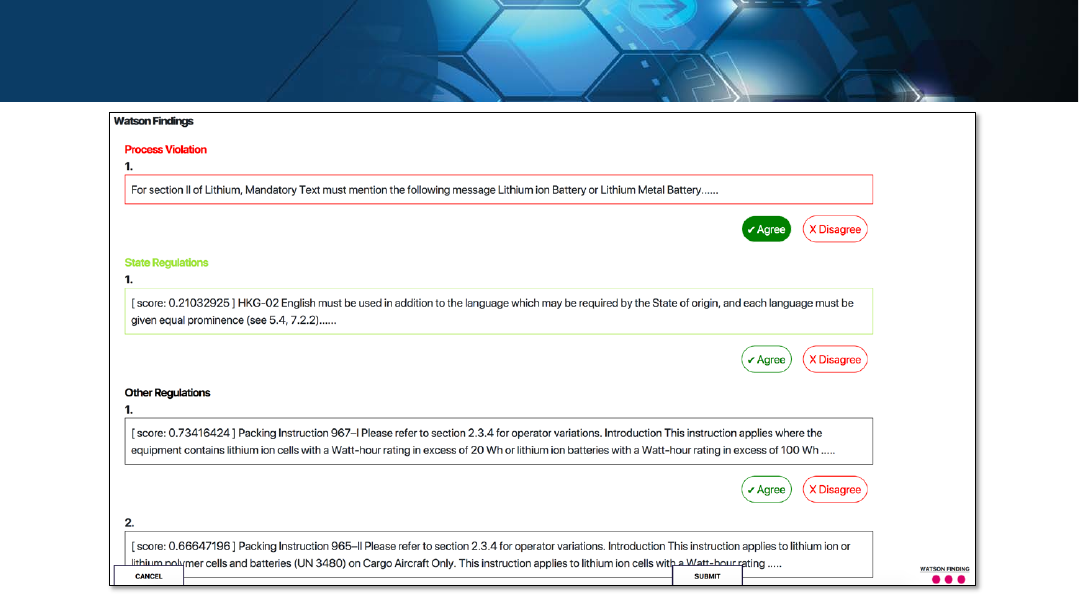 Watson Findings
Process Violation
1.
For section II of Lithium, Mandatory Text must mention the following message Lithium ion Battery or Lithium Metal Battery......
✔ Agree
X Disagree
State Regulations
1.
[ score: 0.21032925 ] HKG-02 English must be used in addition to the language which may be required by the State of origin, and each language must be
given equal prominence (see 5.4, 7.2.2)......
✔ Agree
X Disagree
Other Regulations
1.
[ score: 0.73416424 ] Packing Instruction 967–I Please refer to section 2.3.4 for operator variations. Introduction This instruction applies where the
equipment contains lithium ion cells with a Watt-hour rating in excess of 20 Wh or lithium ion batteries with a Watt-hour rating in excess of 100 Wh .....
✔ Agree
X Disagree
2.
[ score: 0.66647196 ] Packing Instruction 965–II Please refer to section 2.3.4 for operator variations. Introduction This instruction applies to lithium ion or
lithium polymer cells and batteries (UN 3480) on Cargo Aircraft Only. This instruction applies to lithium ion cells with a Watt-hour rating .....
CANCEL
SUBMIT
WATSON FINDING